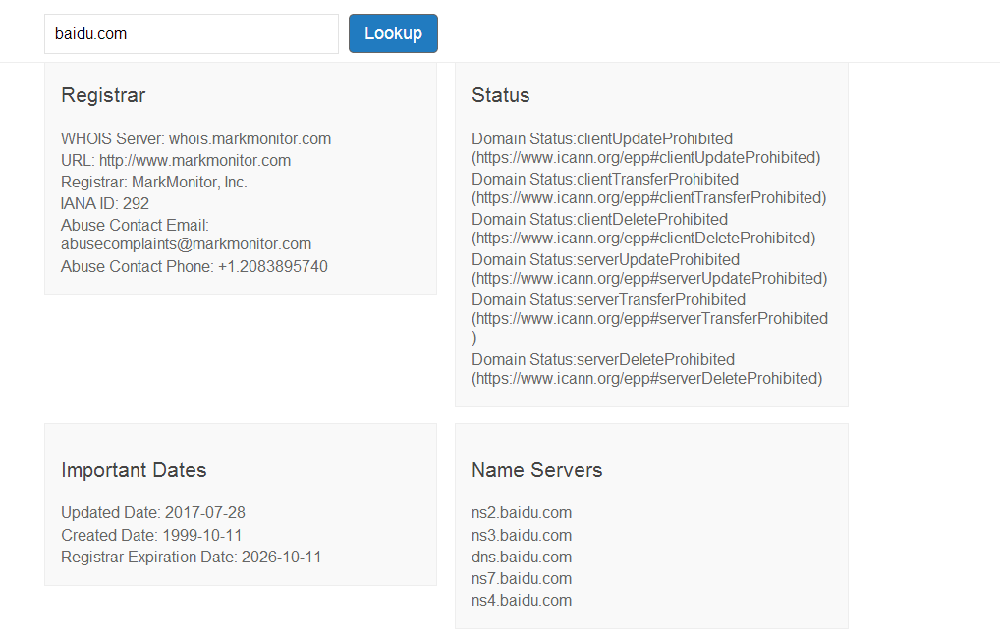 baidu.com
Lookup
Registrar
WHOIS Server: whois.markmonitor.com
URL: http://www.markmonitor.com
Registrar: MarkMonitor, Inc.
IANA ID: 292
Abuse Contact Email:
abusecomplaints@markmonitor.com
Abuse Contact Phone: +1.2083895740
Status
Domain Status:clientUpdateProhibited
(https://www.icann.org/epp#clientUpdateProhibited)
Domain Status:clientTransferProhibited
(https://www.icann.org/epp#clientTransferProhibited)
Domain Status:clientDeleteProhibited
(https://www.icann.org/epp#clientDeleteProhibited)
Domain Status:serverUpdateProhibited
(https://www.icann.org/epp#serverUpdateProhibited)
Domain Status:serverTransferProhibited
(https://www.icann.org/epp#serverTransferProhibited
)
Domain Status:serverDeleteProhibited
(https://www.icann.org/epp#serverDeleteProhibited)
Important Dates
Updated Date: 2017-07-28
Created Date: 1999-10-11
Registrar Expiration Date: 2026-10-11
Name Servers
ns2.baidu.com
ns3.baidu.com
dns.baidu.com
ns7.baidu.com
ns4.baidu.com